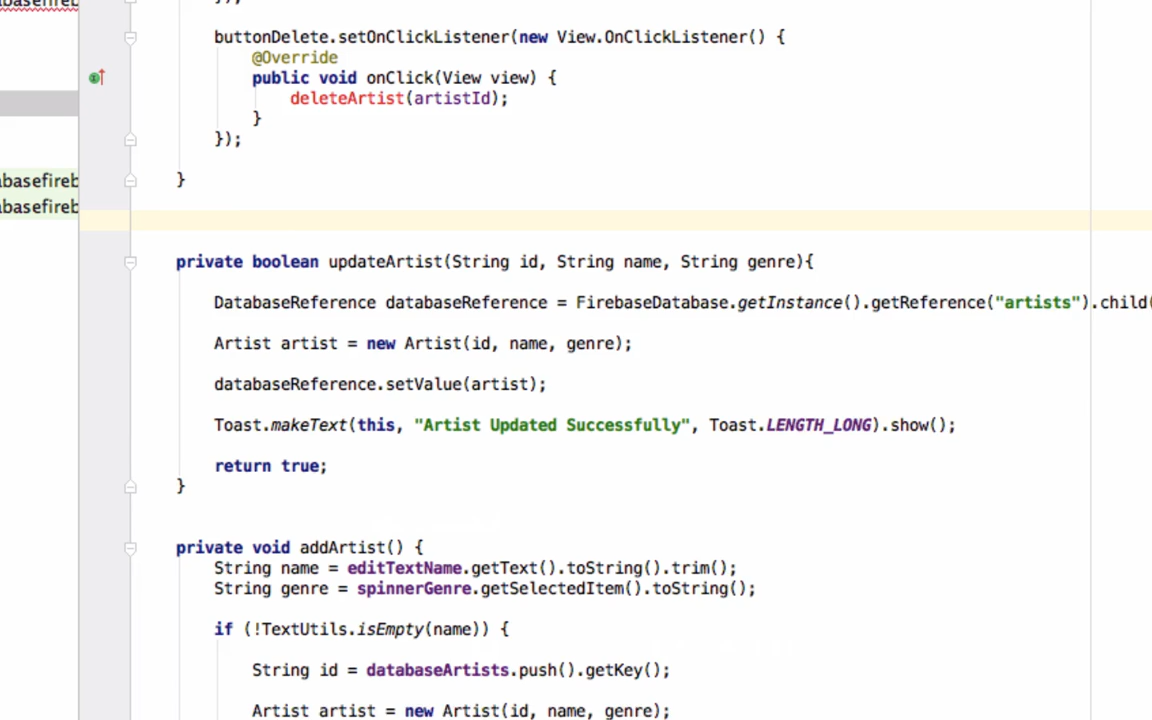 });
buttonDelete.setOnClickListener(new View.OnClickListener() {
@Override
public void onClick(View view) {
deleteArtist(artistId);
}
});
}
abasefireb
abasefireb
private boolean updateArtist(String id, String name, String genre){
DatabaseReference databaseReference = FirebaseDatabase.getInstance().getReference("artists").child(
Artist artist = new Artist(id, name, genre);
databaseReference.setValue(artist);
Toast.makeText(this, "Artist Updated Successfully", Toast.LENGTH_LONG).show();
return true;
}
private void addArtist() {
String name = editTextName.getText().toString().trim();
String genre = spinnerGenre.getSelectedItem().toString();
if (!TextUtils.isEmpty(name)) {
String id = databaseArtists.push().getKey();
Artist artist = new Artist(id, name, genre);